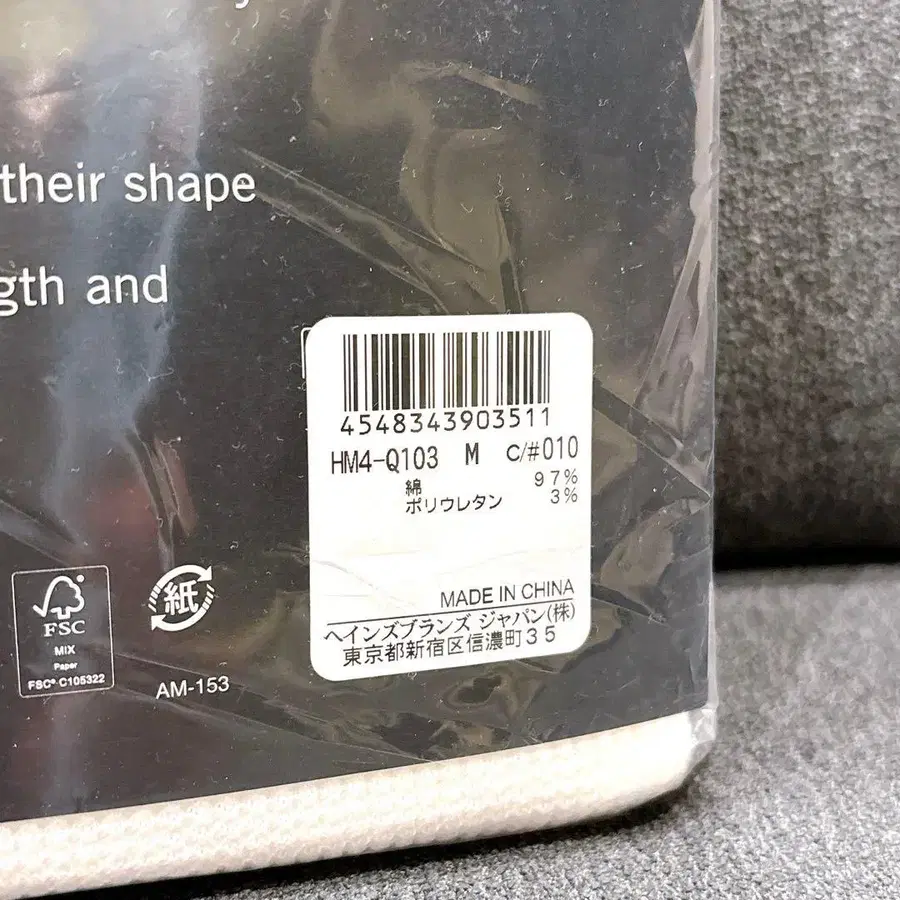 their shape
gth and
4548343903511
HM4-Q103 M C/#010
綿 97%
ポリウレタン 3%
MADE IN CHINA
ヘインズブランズ ジャパン(株)
東京都新宿区信濃町35
FSC
MIX
Paper
FSC® C105322
紙
AM-153